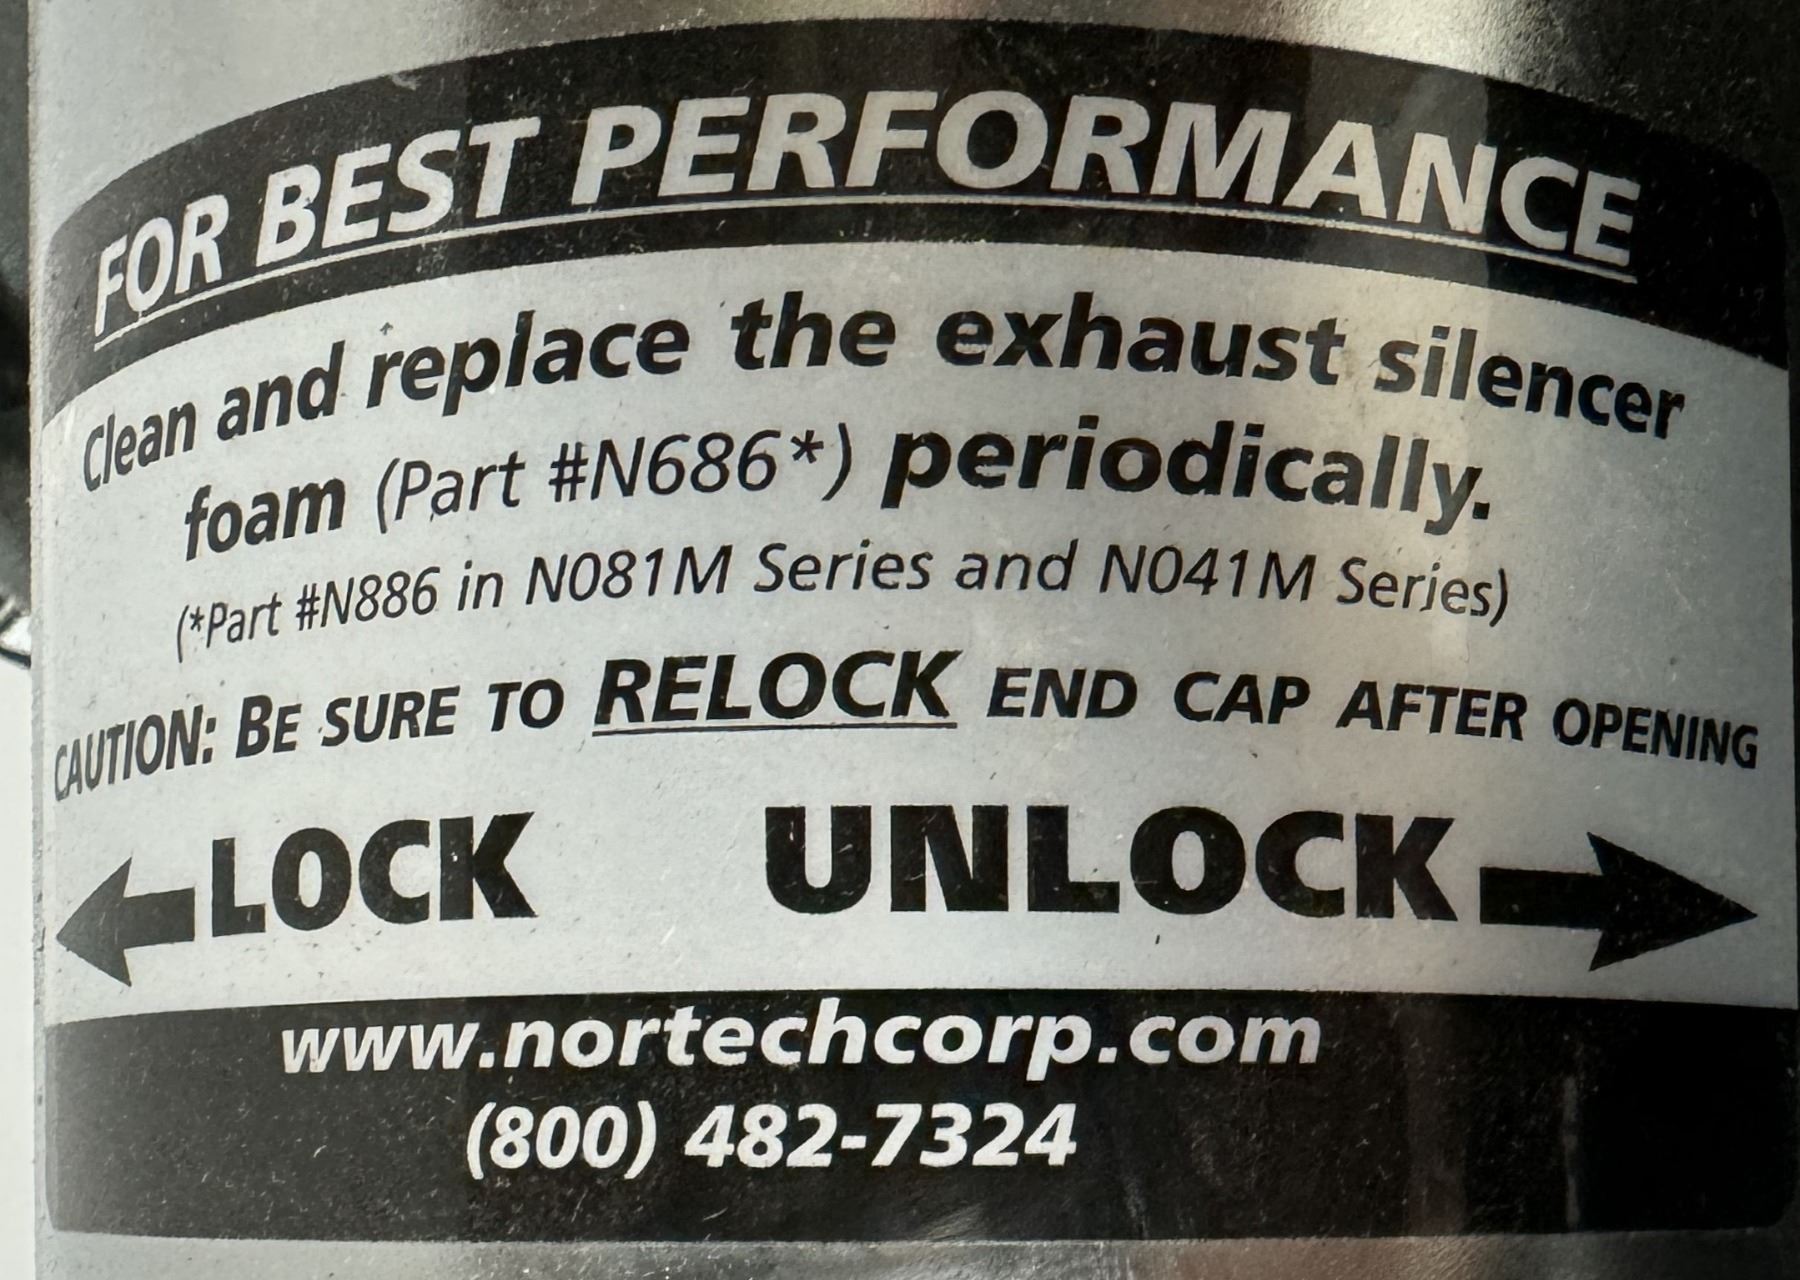 FOR BEST PERFORMANCE
Clean and replace the exhaust silencer
foam (Part #N686*) periodically.
(*Part #N886 in N081M Series and N041M Series)
CAUTION: BE SURE TO RELOCK END CAP AFTER OPENING
LOCK UNLOCK
www.nortechcorp.com
(800) 482-7324